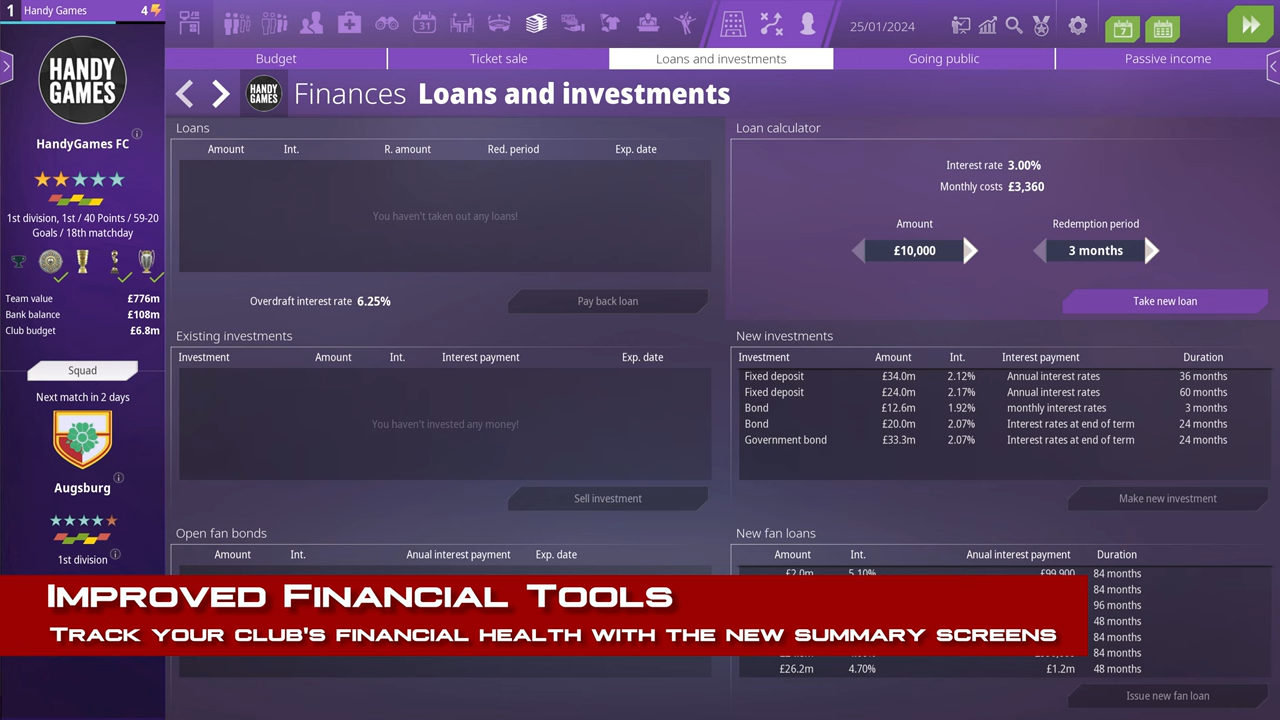 1 Handy Games 4
31
25/01/2024
7
Budget Ticket sale Loans and investments Going public Passive income
HANDY GAMES
HANDY GAMES Finances Loans and investments
HandyGames FC
1st division, 1st / 40 Points / 59-20
Goals / 18th matchday
Team value £776m
Bank balance £108m
Club budget £6.8m
Squad
Next match in 2 days
Augsburg
1st division
Loans
Amount Int. R. amount Red. period Exp. date
You haven't taken out any loans!
Overdraft interest rate 6.25%
Pay back loan
Loan calculator
Interest rate 3.00%
Monthly costs £3,360
Amount Redemption period
£10,000 3 months
Take new loan
Existing investments
Investment Amount Int. Interest payment Exp. date
You haven't invested any money!
Sell investment
New investments
Investment Amount Int. Interest payment Duration
Fixed deposit £34.0m 2.12% Annual interest rates 36 months
Fixed deposit £24.0m 2.17% Annual interest rates 60 months
Bond £12.6m 1.92% monthly interest rates 3 months
Bond £20.0m 2.07% Interest rates at end of term 24 months
Government bond £33.3m 2.07% Interest rates at end of term 24 months
Make new investment
Open fan bonds
Amount Int. Anual interest payment Exp. date
New fan loans
Amount Int. Anual interest payment Duration
£2.0m 5.10% £99,900 84 months
84 months
96 months
48 months
84 months
84 months
£26.2m 4.70% £1.2m 48 months
Issue new fan loan
Improved Financial Tools
Track your club's financial health with the new summary screens